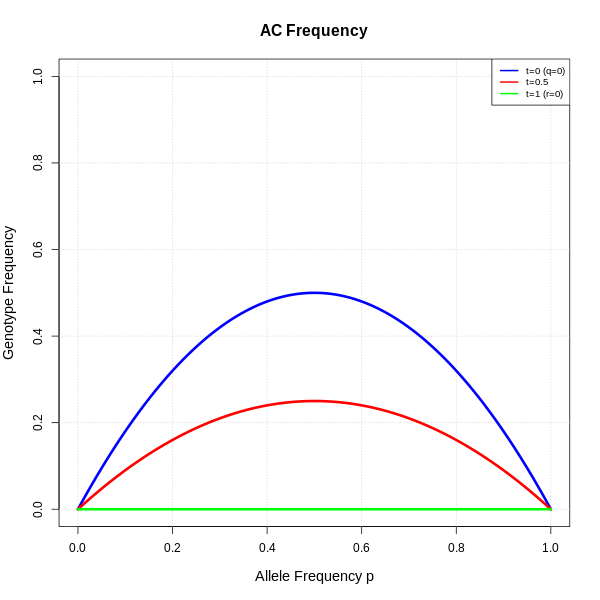 AC Frequency
t=0 (q=0)
t=0.5
t=1 (r=0)
Genotype Frequency
1.0
0.8
0.6
0.4
0.2
0.0
0.0 0.2 0.4 0.6 0.8 1.0
Allele Frequency p